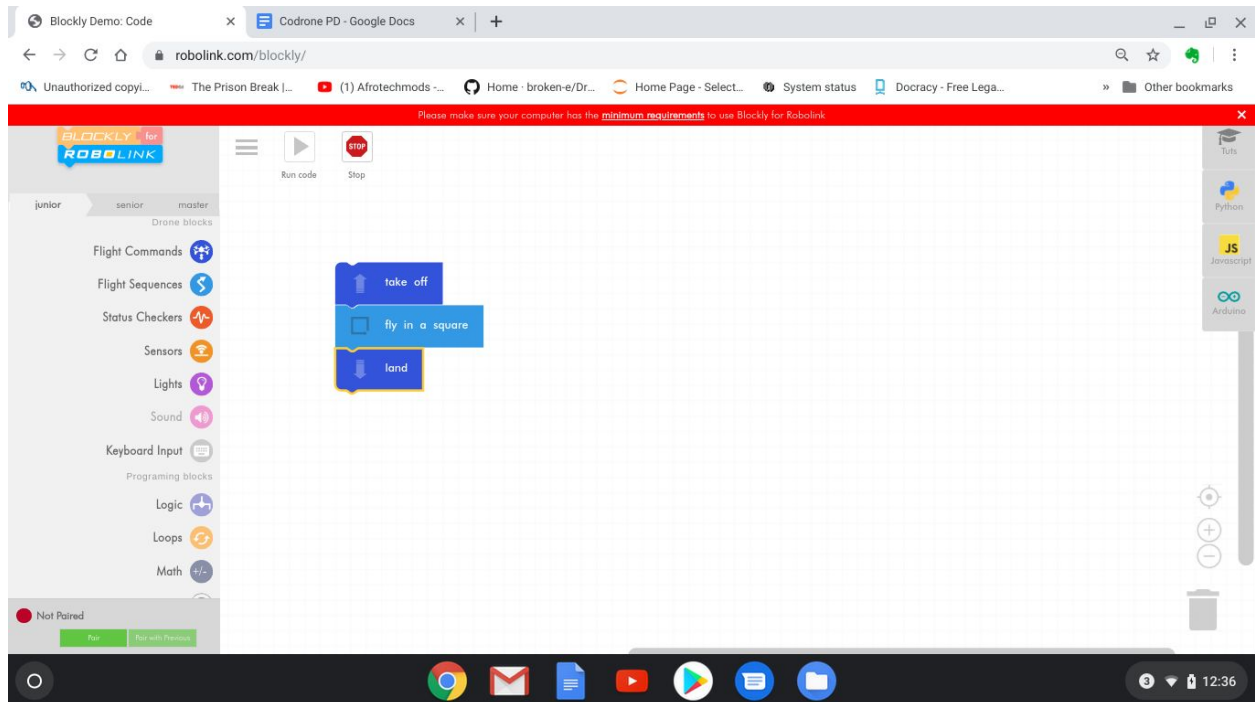 Blockly Demo: Code
Codrone PD - Google Docs
robolink.com/blockly/
Unauthorized copyi...
The Prison Break |...
(1) Afrotechmods -...
Home · broken-e/Dr...
Home Page - Select...
System status
Docracy - Free Lega...
» Other bookmarks
Please make sure your computer has the minimum requirements to use Blockly for Robolink
BLOCKLY for
ROBOLINK
Run code
STOP
Stop
Tuts
Python
JS
Javascript
Arduino
junior
senior
master
Drone blocks
Flight Commands
Flight Sequences
Status Checkers
Sensors
Lights
Sound
Keyboard Input
Programing blocks
Logic
Loops
Math +/-
take off
fly in a square
land
Not Paired
Pair
Pair with Previous
3
12:36